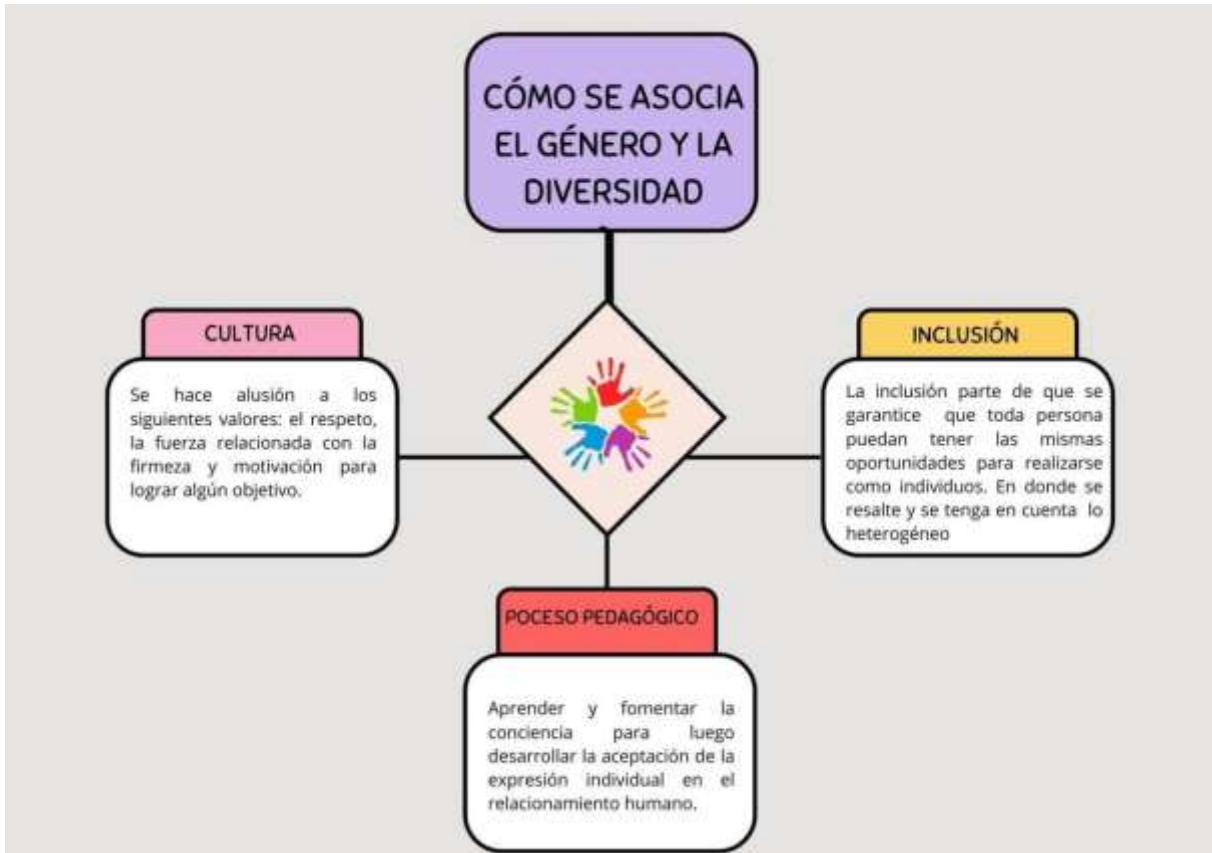 CÓMO SE ASOCIA
EL GÉNERO Y LA
DIVERSIDAD
CULTURA
Se hace alusión a los
siguientes valores: el respeto,
la fuerza relacionada con la
firmeza y motivación para
lograr algún objetivo.
INCLUSIÓN
La inclusión parte de que se
garantice que toda persona
puedan tener las mismas
oportunidades para realizarse
como individuos. En donde se
resalte y se tenga en cuenta lo
heterogéneo
POCESO PEDAGÓGICO
Aprender y fomentar la
conciencia para luego
desarrollar la aceptación de la
expresión individual en el
relacionamiento humano.